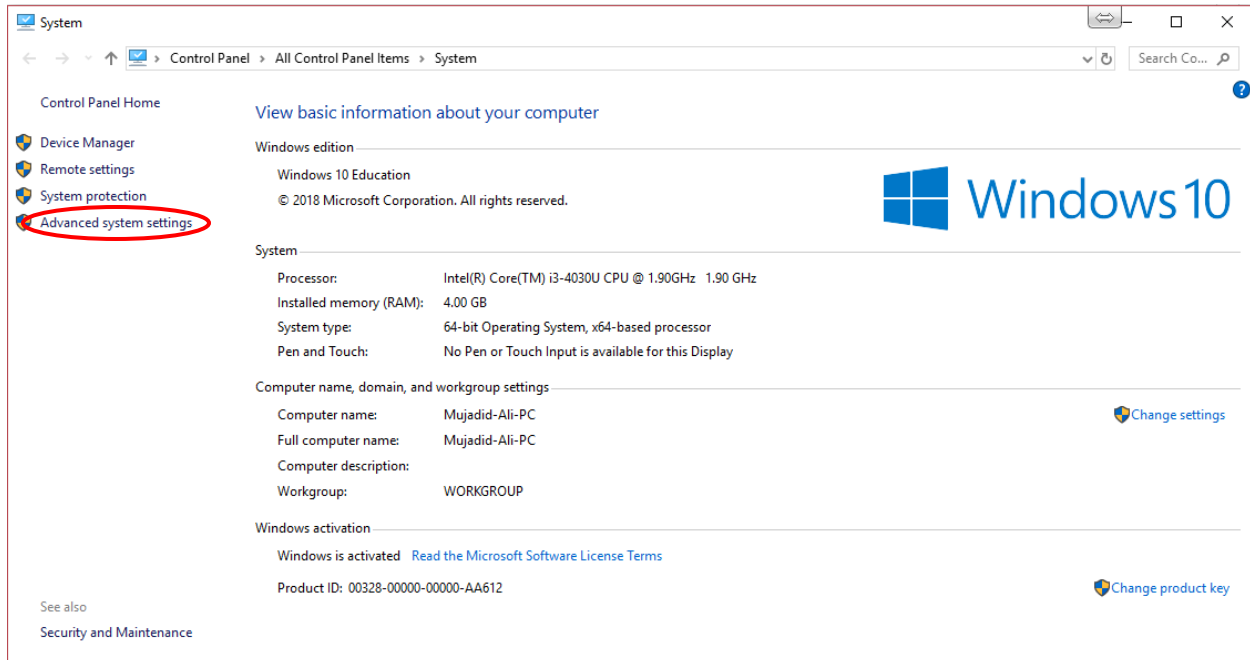 System
Control Panel > All Control Panel Items > System
Search Co...
?
Control Panel Home
Device Manager
Remote settings
System protection
Advanced system settings
View basic information about your computer
Windows edition
Windows 10 Education
© 2018 Microsoft Corporation. All rights reserved.
Windows 10
System
Processor: Intel(R) Core(TM) i3-4030U CPU @ 1.90GHz 1.90 GHz
Installed memory (RAM): 4.00 GB
System type: 64-bit Operating System, x64-based processor
Pen and Touch: No Pen or Touch Input is available for this Display
Computer name, domain, and workgroup settings
Computer name: Mujadid-Ali-PC
Change settings
Full computer name: Mujadid-Ali-PC
Computer description:
Workgroup: WORKGROUP
Windows activation
Windows is activated Read the Microsoft Software License Terms
Product ID: 00328-00000-00000-AA612
Change product key
See also
Security and Maintenance